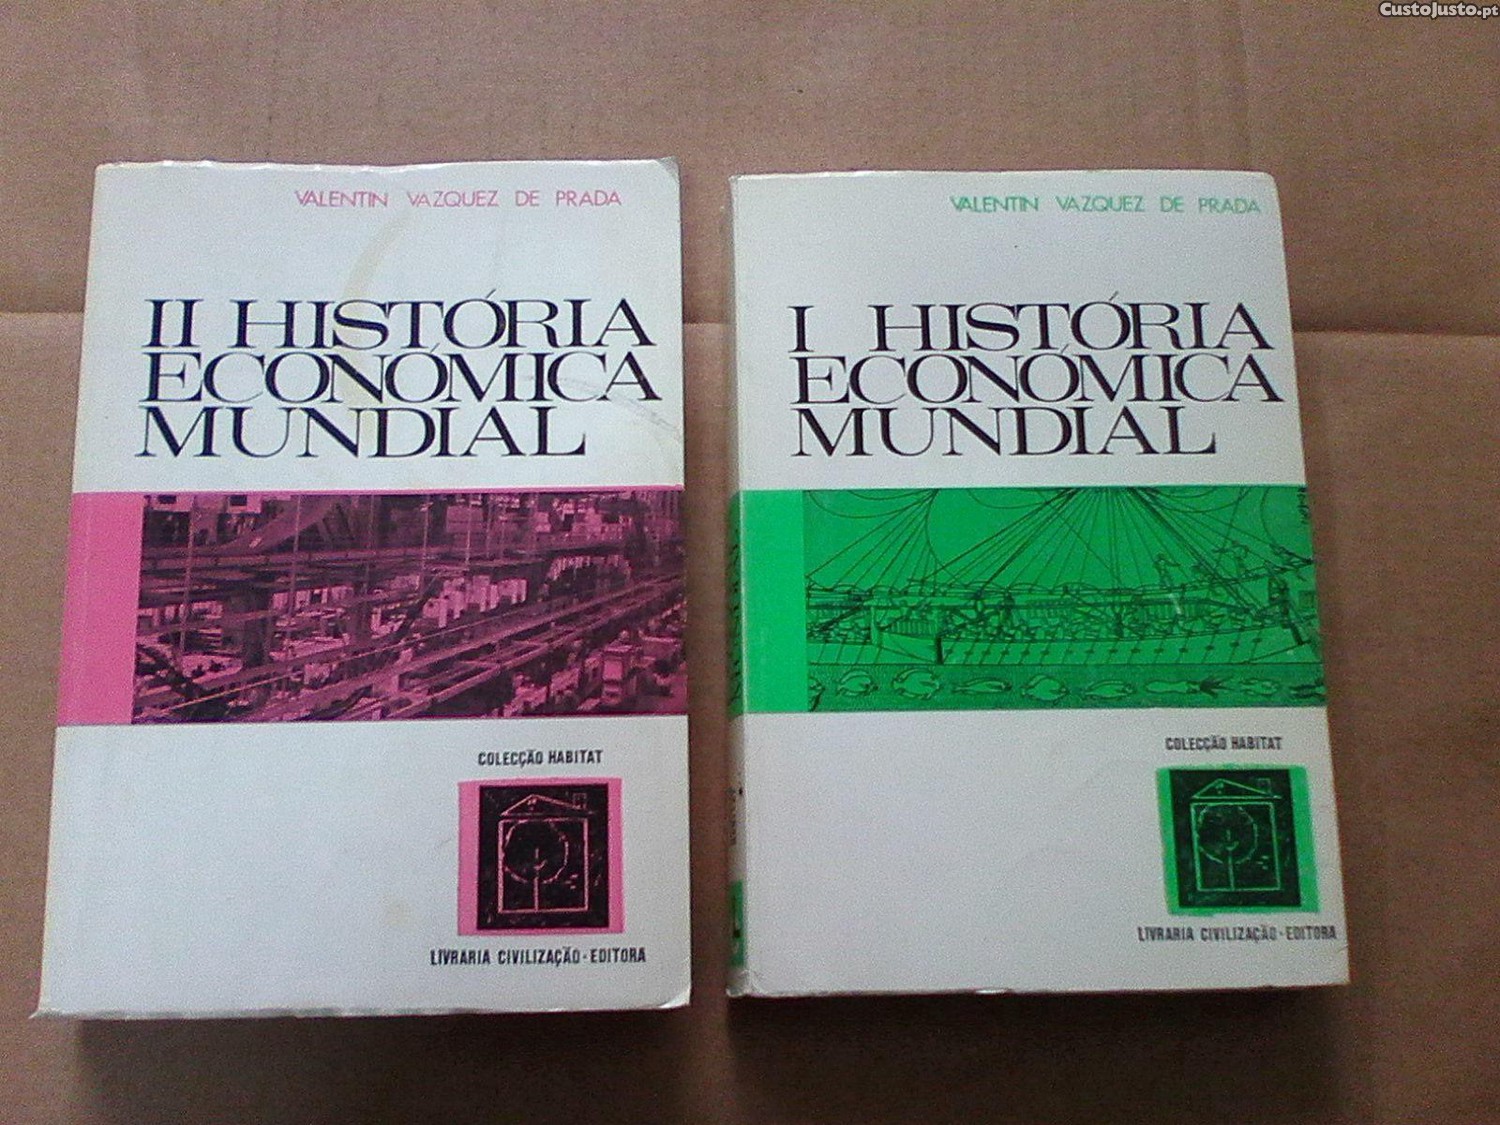 CustoJusto.pt
VALENTIN VAZQUEZ DE PRADA
II HISTÓRIA
ECONÓMICA
MUNDIAL
COLECÇÃO HABITAT
LIVRARIA CIVILIZAÇÃO · EDITORA
VALENTIN VAZQUEZ DE PRADA
I HISTÓRIA
ECONÓMICA
MUNDIAL
COLECÇÃO HABITAT
LIVRARIA CIVILIZAÇÃO · EDITORA